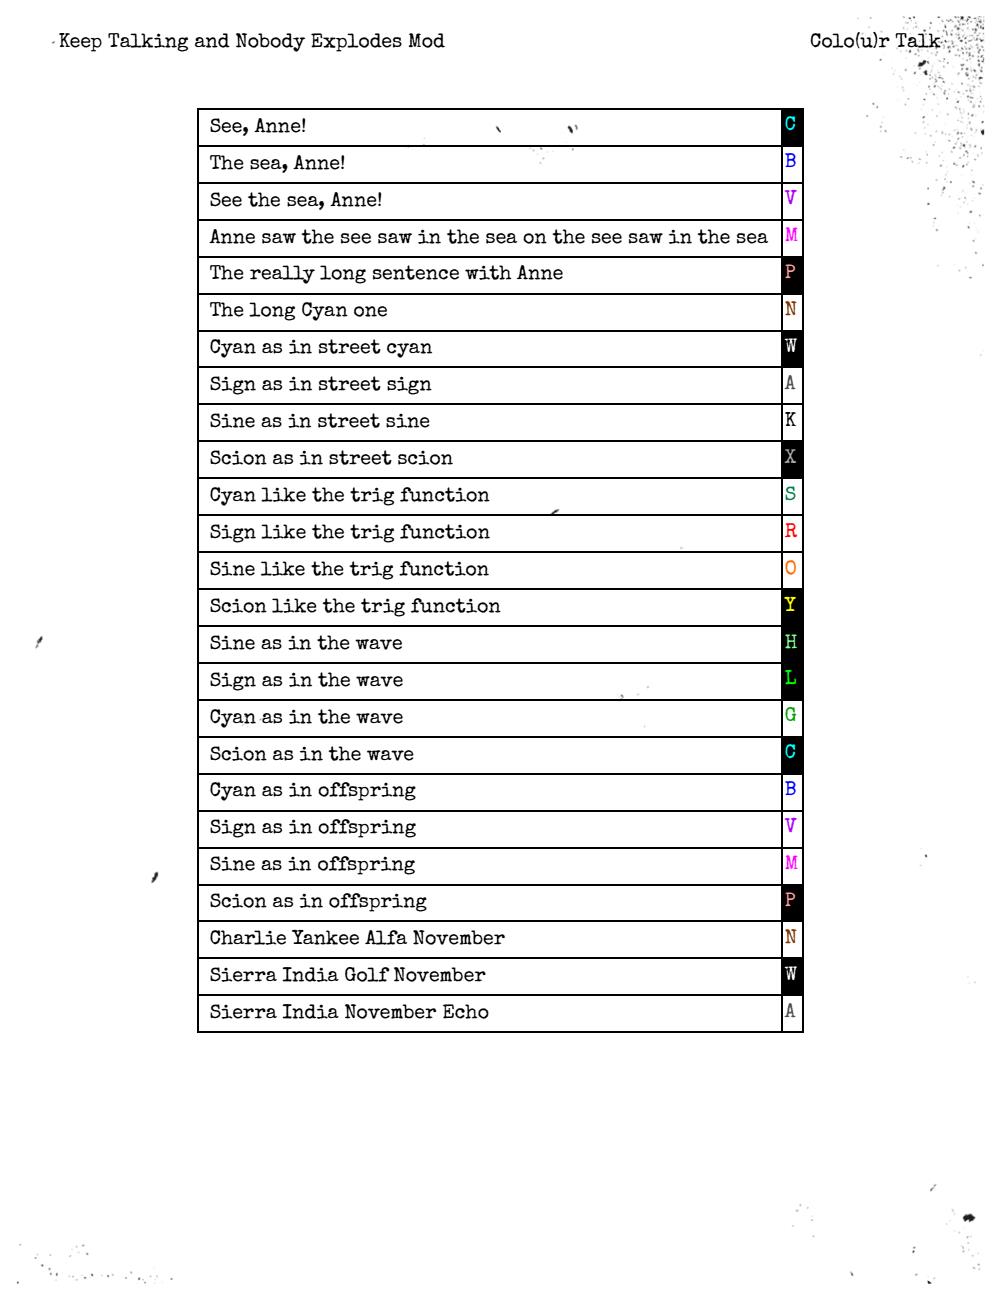 Keep Talking and Nobody Explodes Mod Colo(u)r Talk
See, Anne! C
The sea, Anne! B
See the sea, Anne! V
Anne saw the see saw in the sea on the see saw in the sea M
The really long sentence with Anne P
The long Cyan one N
Cyan as in street cyan W
Sign as in street sign A
Sine as in street sine K
Scion as in street scion X
Cyan like the trig function S
Sign like the trig function R
Sine like the trig function O
Scion like the trig function Y
Sine as in the wave H
Sign as in the wave L
Cyan as in the wave G
Scion as in the wave C
Cyan as in offspring B
Sign as in offspring V
Sine as in offspring M
Scion as in offspring P
Charlie Yankee Alfa November N
Sierra India Golf November W
Sierra India November Echo A